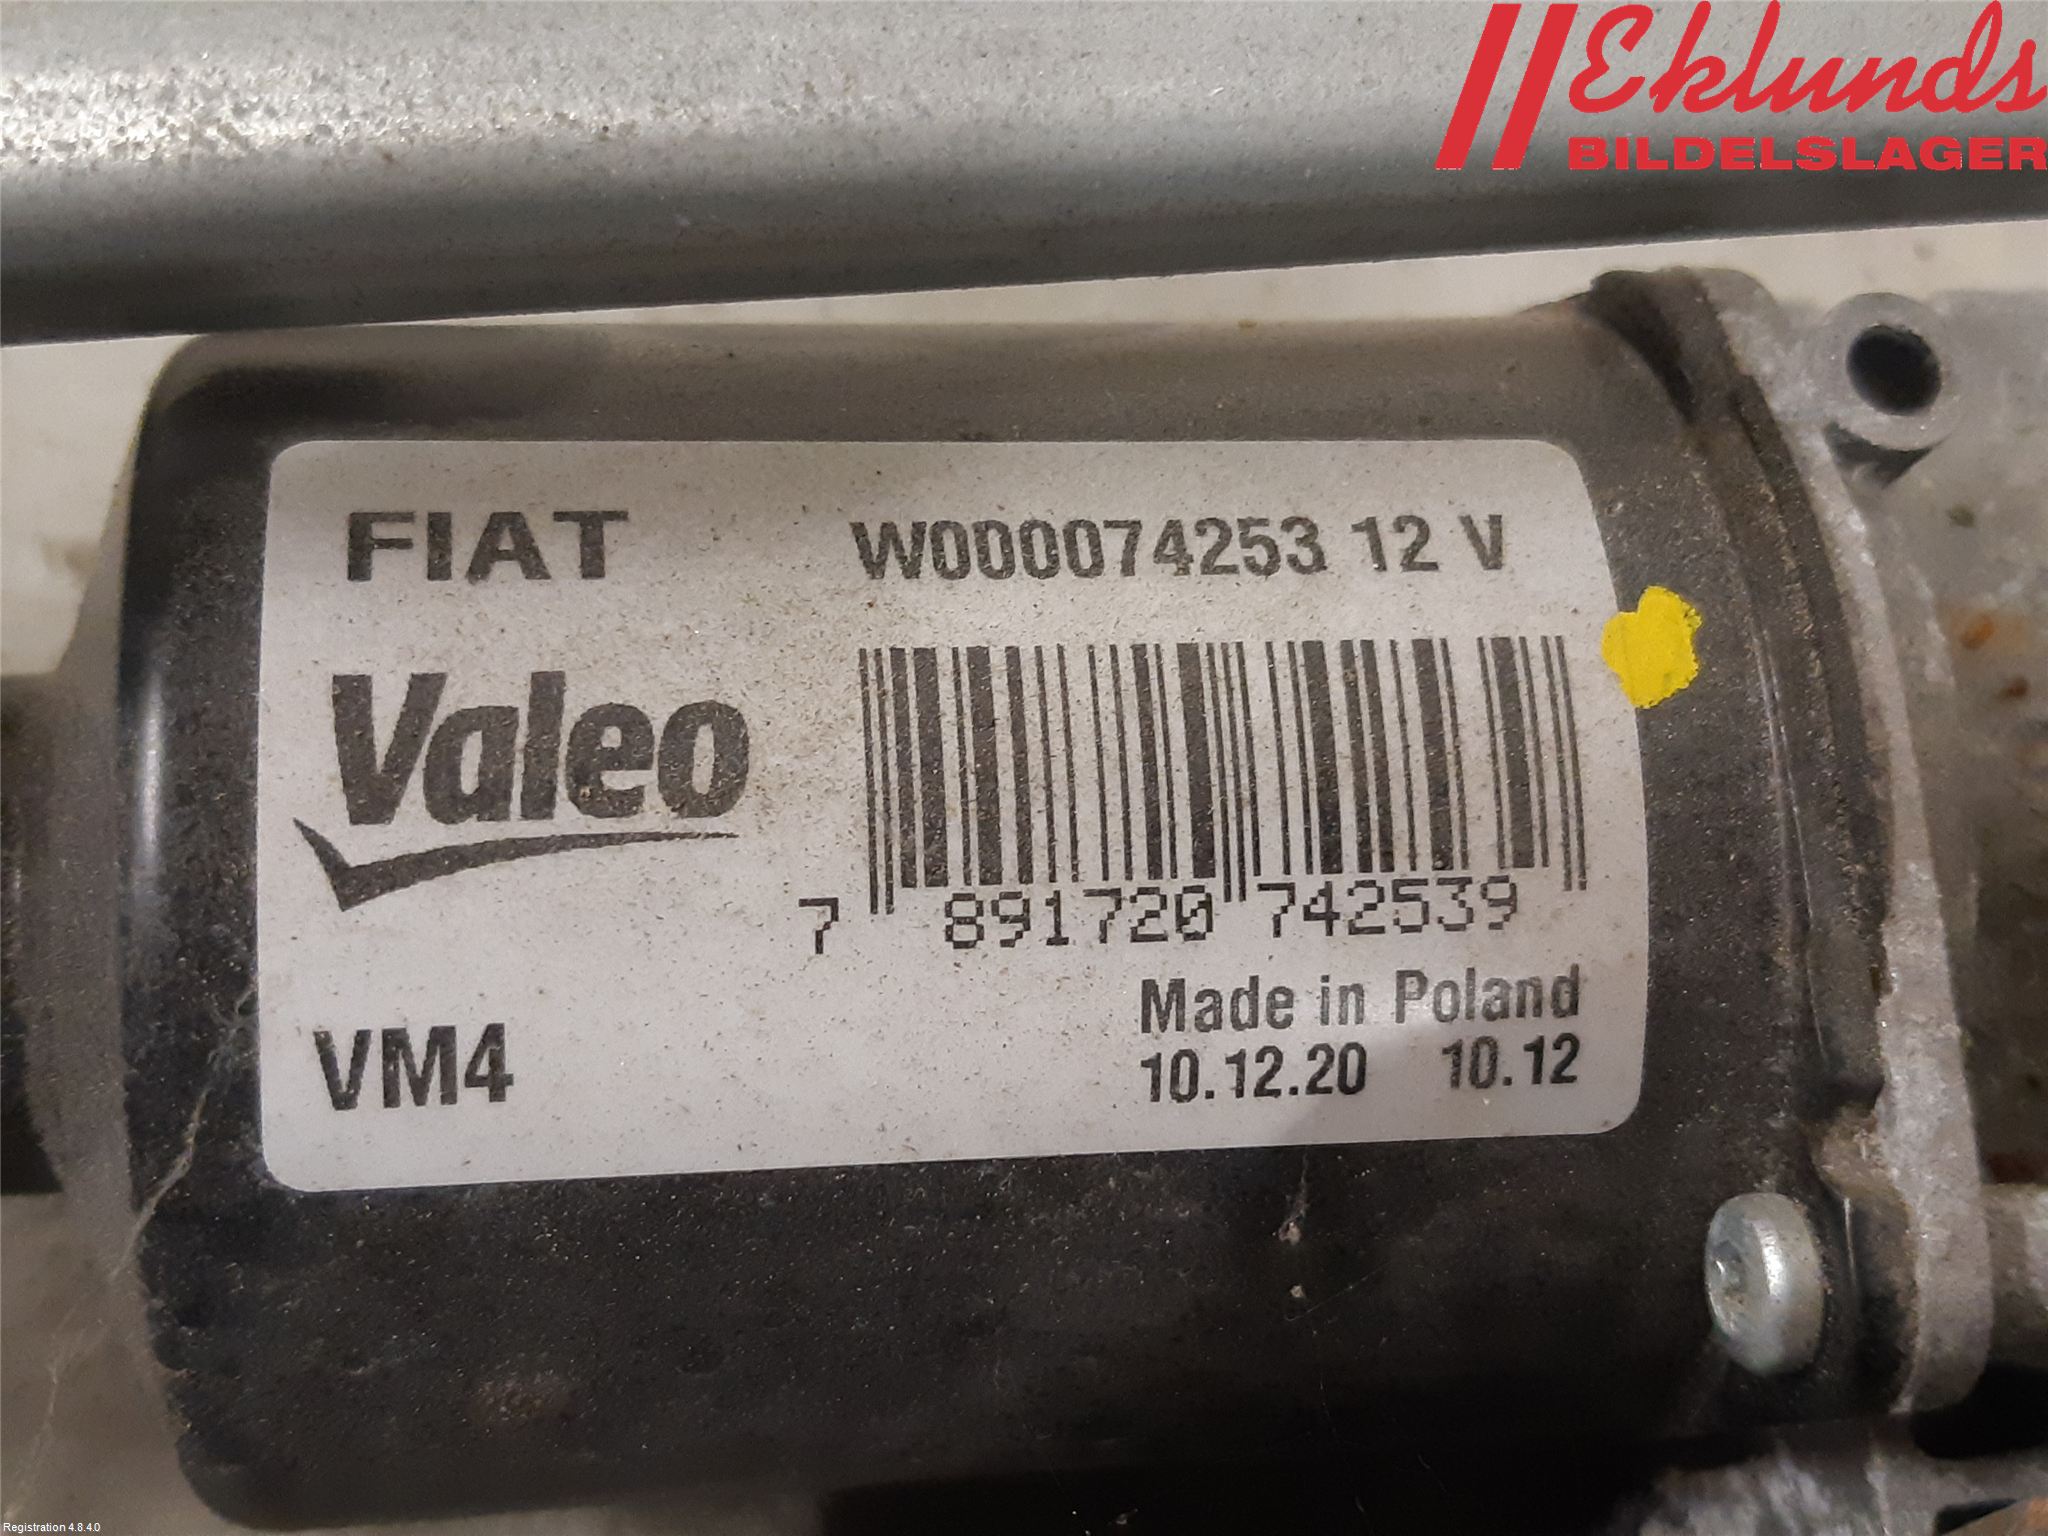 Eklunds
BILDELSLAGER
FIAT W000074253 12 V
Valeo
7 891720 742539
Made in Poland
VM4 10.12.20 10.12
Registration 4.8.4.0